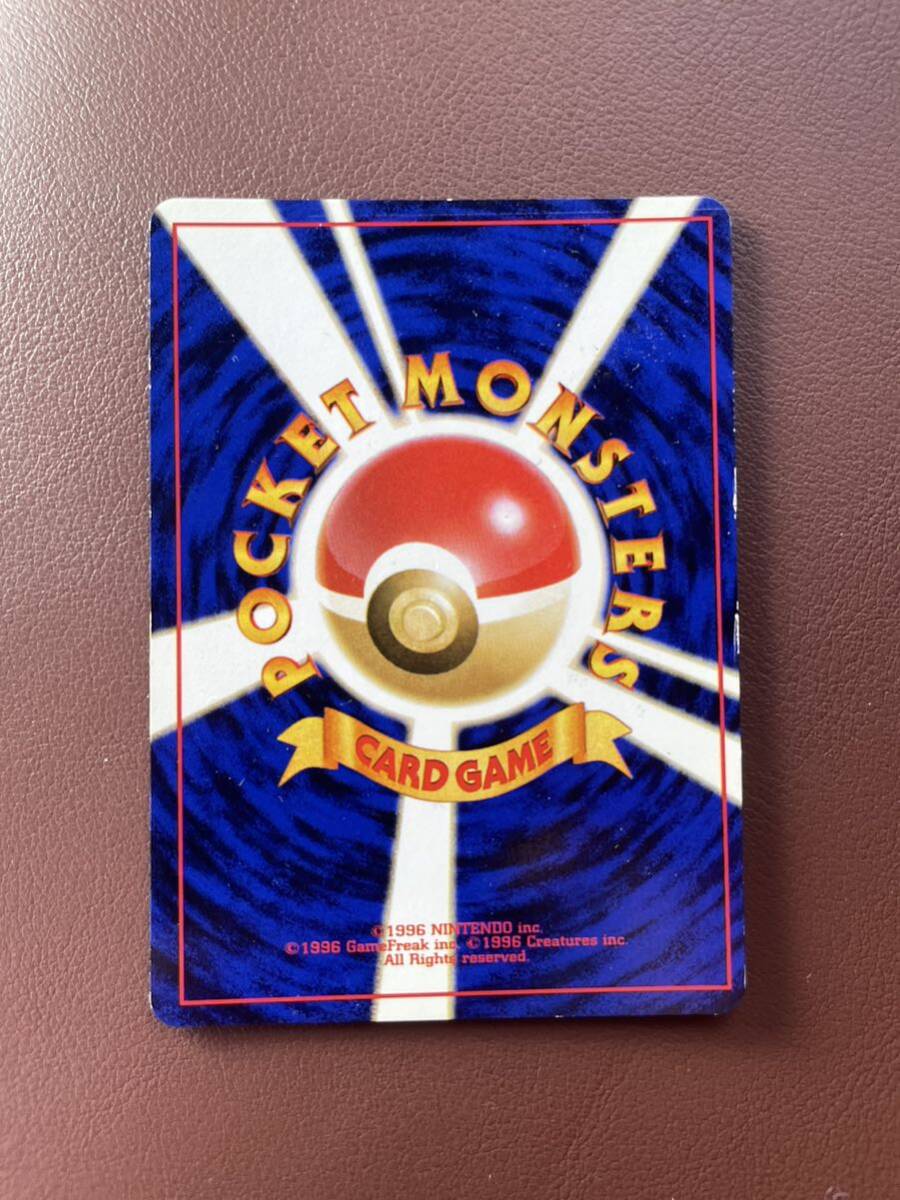 POCKET MONSTERS
CARD GAME
©1996 NINTENDO inc.
©1996 GameFreak inc. ©1996 Creatures inc.
All Rights reserved.